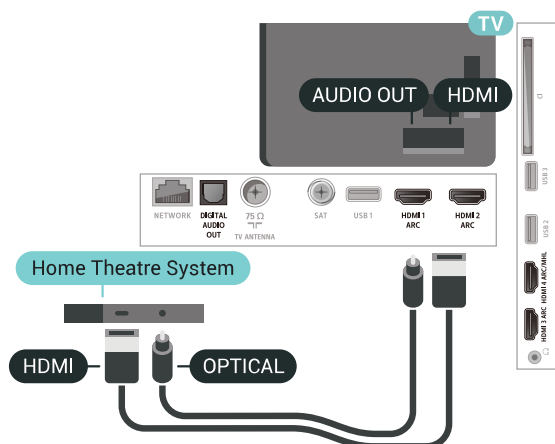 TV
AUDIO OUT
HDMI
CI
USB 3
USB 2
HDMI 4 ARC/MHL
HDMI 3 ARC
NETWORK
DIGITAL
AUDIO
OUT
75 Ω
TV ANTENNA
SAT
USB 1
HDMI 1
ARC
HDMI 2
ARC
Home Theatre System
HDMI
OPTICAL